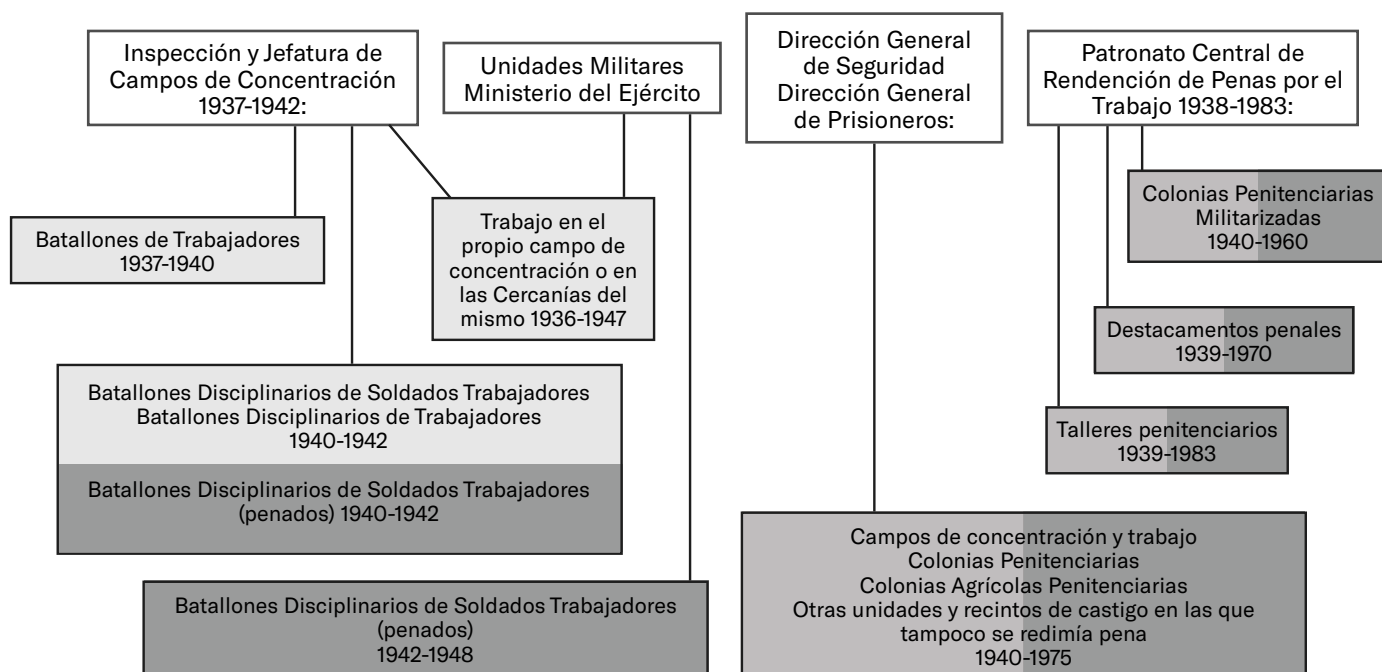 Inspección y Jefatura de
Campos de Concentración
1937-1942:
Unidades Militares
Ministerio del Ejército
Dirección General
de Seguridad
Dirección General
de Prisioneros:
Patronato Central de
Rendención de Penas por el
Trabajo 1938-1983:
Batallones de Trabajadores
1937-1940
Trabajo en el
propio campo de
concentración o en
las Cercanías del
mismo 1936-1947
Colonias Penitenciarias
Militarizadas
1940-1960
Destacamentos penales
1939-1970
Batallones Disciplinarios de Soldados Trabajadores
Batallones Disciplinarios de Trabajadores
1940-1942
Batallones Disciplinarios de Soldados Trabajadores
(penados) 1940-1942
Talleres penitenciarios
1939-1983
Batallones Disciplinarios de Soldados Trabajadores
(penados)
1942-1948
Campos de concentración y trabajo
Colonias Penitenciarias
Colonias Agrícolas Penitenciarias
Otras unidades y recintos de castigo en las que
tampoco se redimía pena
1940-1975